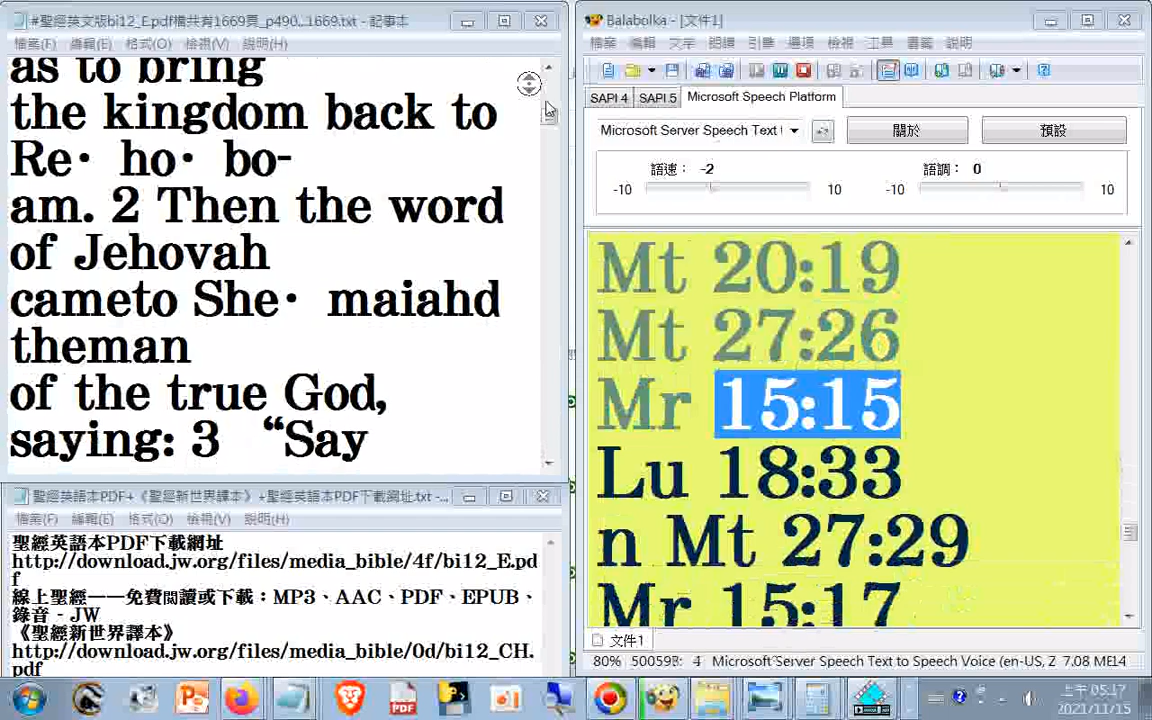 #聖經英文版bi12_E.pdf檔共有1669頁_p490...1669.txt - 記事本
檔案(F) 編輯(E) 格式(O) 檢視(V) 說明(H)
as to bring
the kingdom back to
Re· ho· bo-
am. 2 Then the word
of Jehovah
cameto She· maiahd
theman
of the true God,
saying: 3 “Say
聖經英語本PDF+《聖經新世界譯本》+聖經英語本PDF下載網址.txt - ...
檔案(F) 編輯(E) 格式(O) 檢視(V) 說明(H)
聖經英語本PDF下載網址
http://download.jw.org/files/media_bible/4f/bi12_E.pd
f
線上聖經——免費閱讀或下載：MP3、AAC、PDF、EPUB、
錄音 - JW
《聖經新世界譯本》
http://download.jw.org/files/media_bible/0d/bi12_CH.
pdf
Balabolka - [文件1]
檔案 編輯 文字 朗讀 引擎 選項 檢視 工具 書籤 說明
SAPI 4 SAPI 5 Microsoft Speech Platform
Microsoft Server Speech Text 關於 預設
語速: -2 語調: 0
-10 10 -10 10
Mt 20:19
Mt 27:26
Mr 15:15
Lu 18:33
n Mt 27:29
Mr 15:17
文件1
80% 50059 : 4 Microsoft Server Speech Text to Speech Voice (en-US, Z 7.08 ME14
上午 05:17
2021/11/15